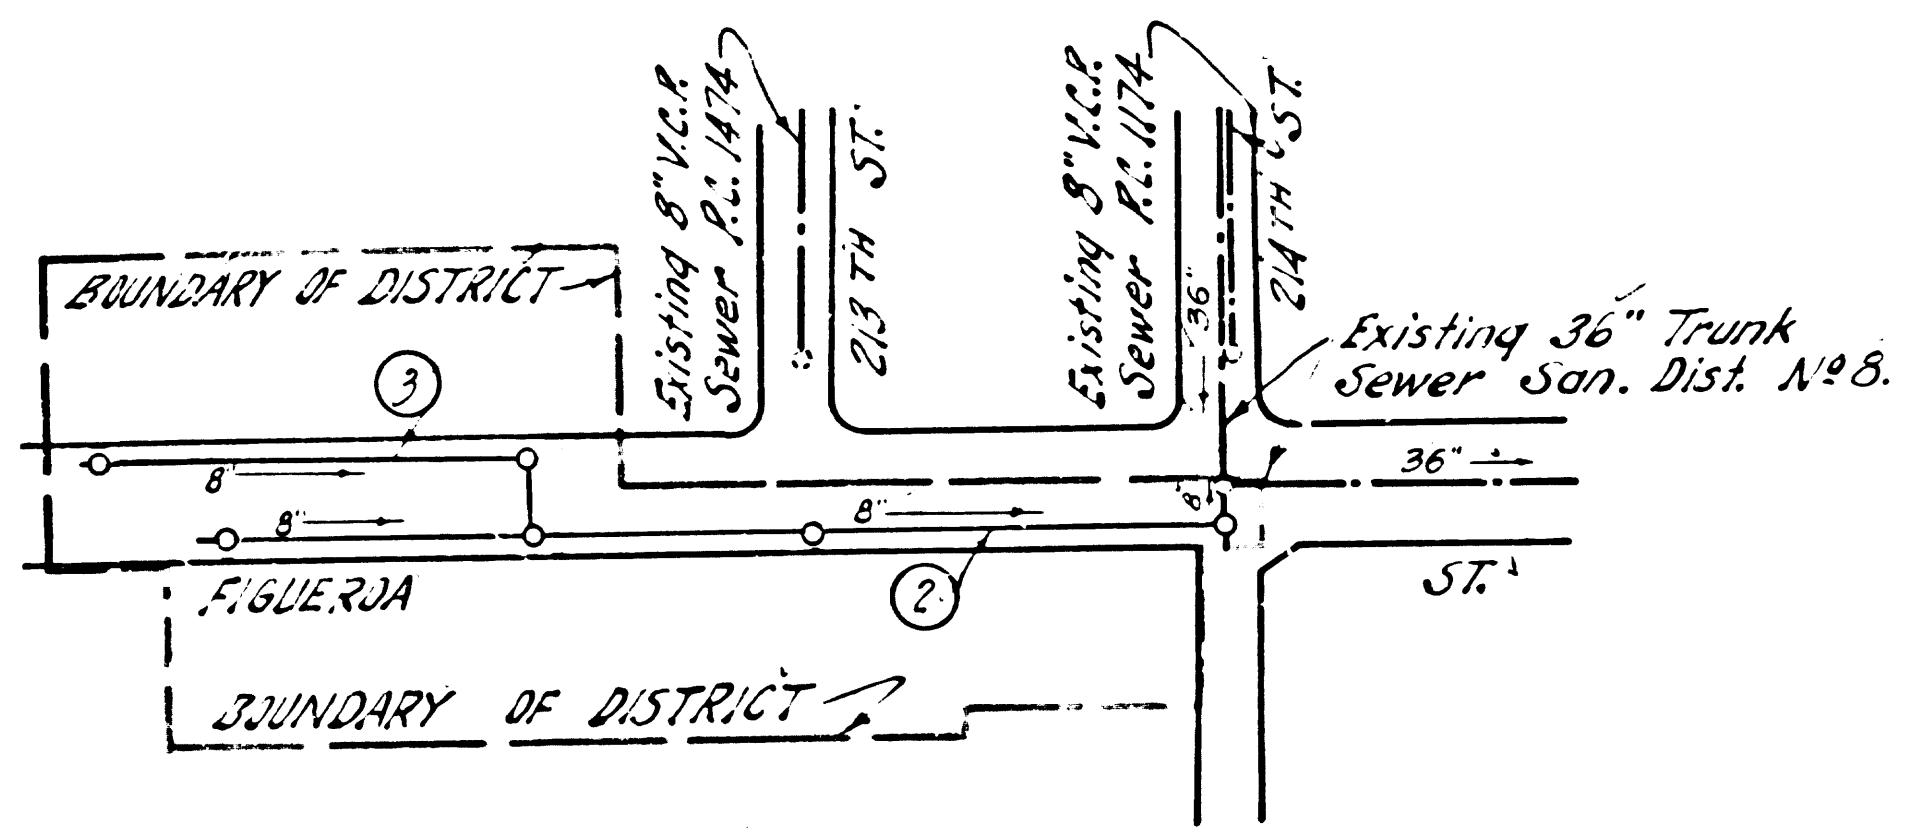 Existing 8" V.C.P.
Sewer P.C. 1474
213TH ST.
Existing 8" V.C.P.
Sewer P.C. 1174
36"
214TH ST.
BOUNDARY OF DISTRICT
Existing 36" Trunk
Sewer San. Dist. Nº 8.
3
8"
8"
8"
8"
36"
2
FIGUEROA
ST.
BOUNDARY OF DISTRICT